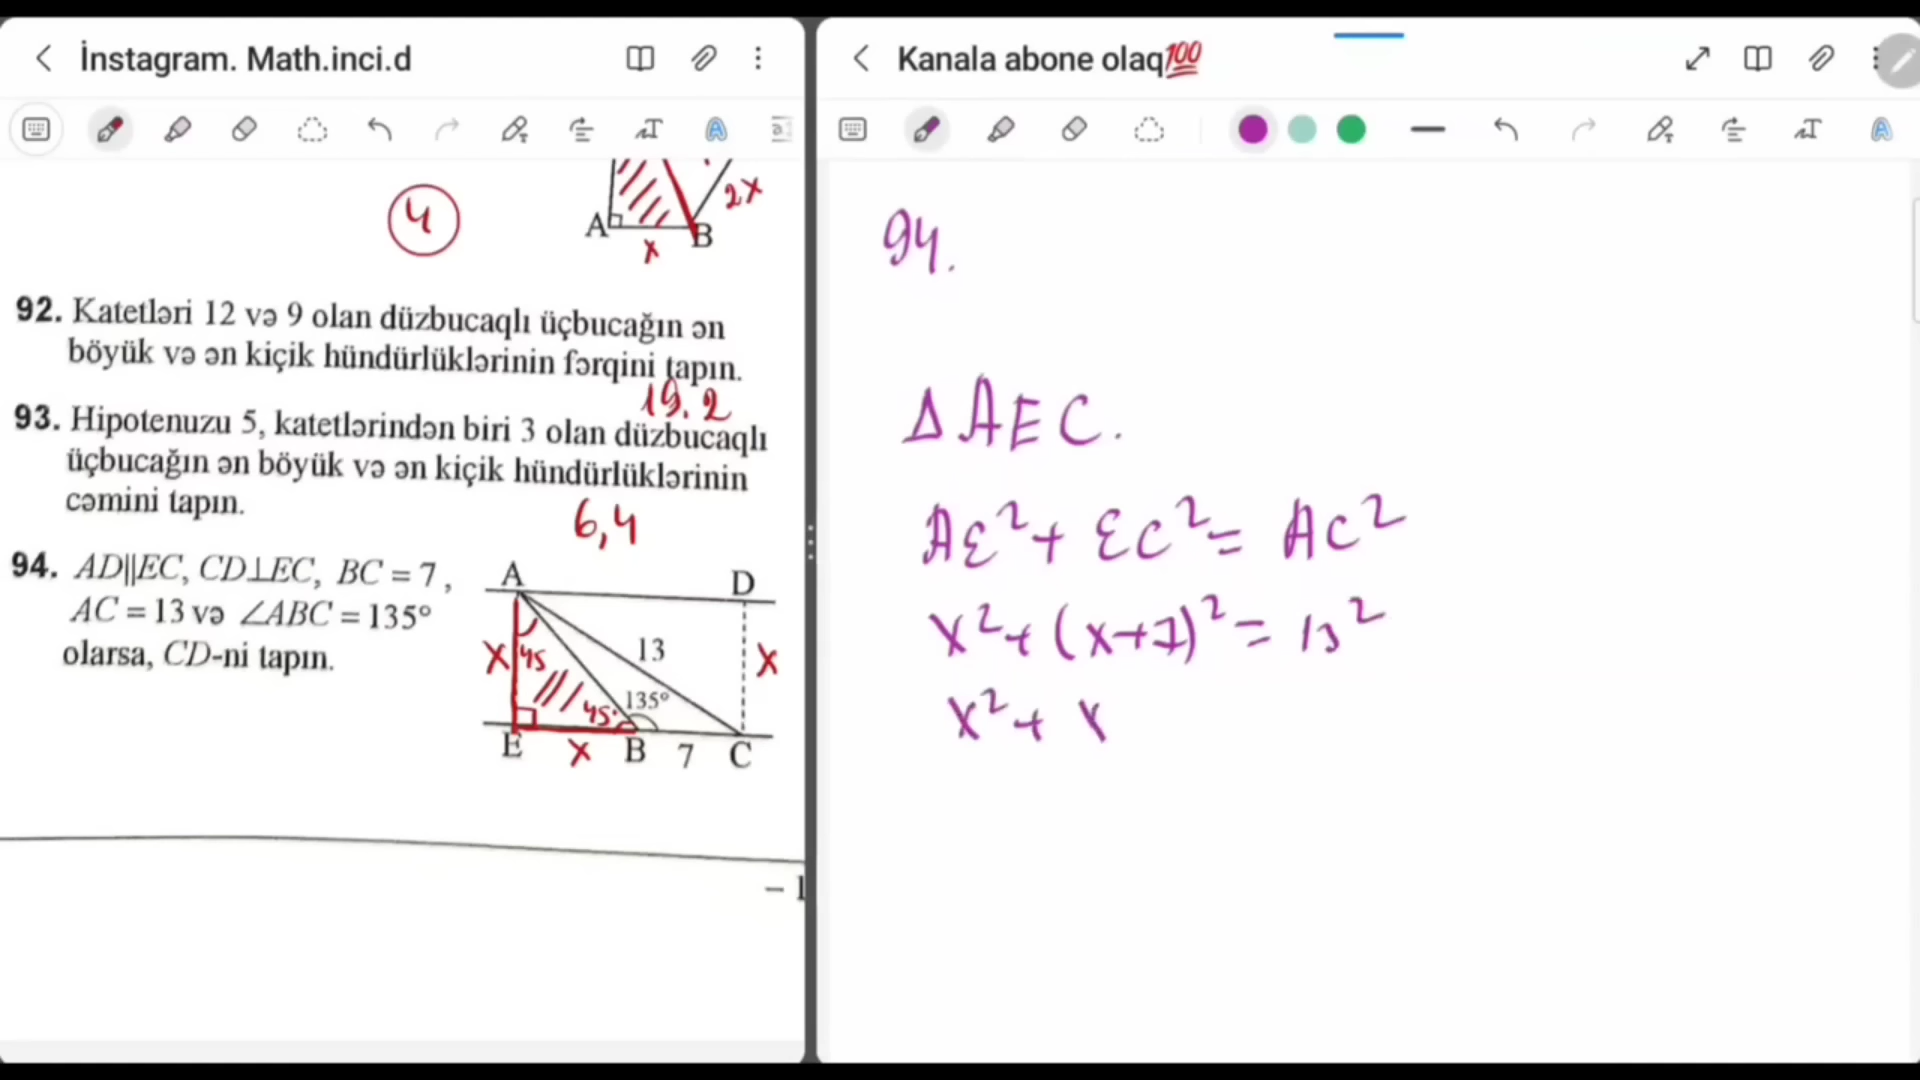 İnstagram. Math.inci.d
4
A
x
B
2x
92. Katetləri 12 və 9 olan düzbucaqlı üçbucağın ən
böyük və ən kiçik hündürlüklərinin fərqini tapın.
19.2
93. Hipotenuzu 5, katetlərindən biri 3 olan düzbucaqlı
üçbucağın ən böyük və ən kiçik hündürlüklərinin
cəmini tapın.
6,4
94. AD||EC, CD⊥EC, BC = 7,
AC = 13 və ∠ABC = 135°
olarsa, CD-ni tapın.
A
D
x
45
13
x
45°
135°
E
x
B
7
C
– 1
Kanala abone olaq💯
94.
Δ AEC.
AE² + EC² = AC²
x² + (x+7)² = 13²
x² + x